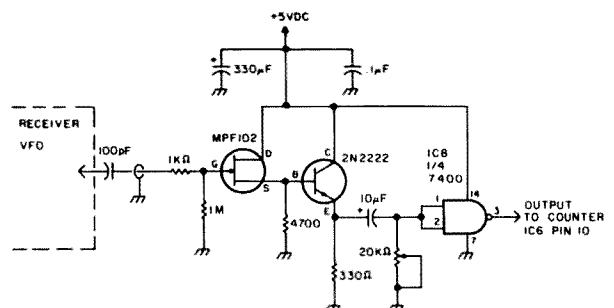 +5VDC
+
330µF
.1µF
RECEIVER
VFO
100pF
1KΩ
MPF102
G
D
S
1M
4700
B
C
E
2N2222
10µF
+
20KΩ
330Ω
IC8
1/4
7400
14
1
2
3
7
OUTPUT
TO COUNTER
IC6 PIN 10